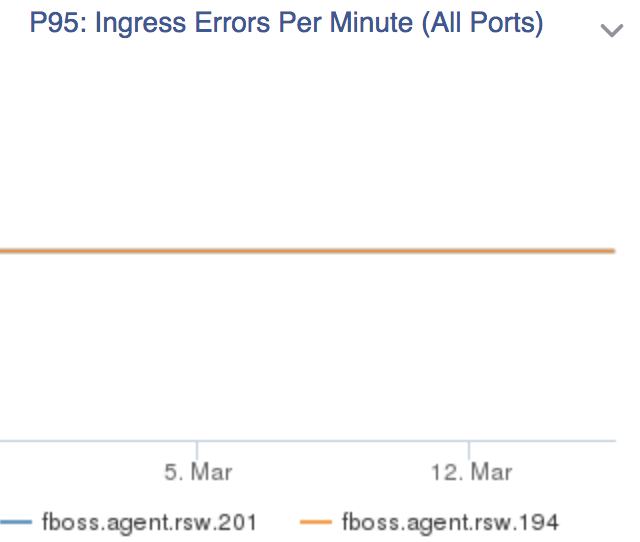 P95: Ingress Errors Per Minute (All Ports)
5. Mar 12. Mar
fboss.agent.rsw.201 fboss.agent.rsw.194